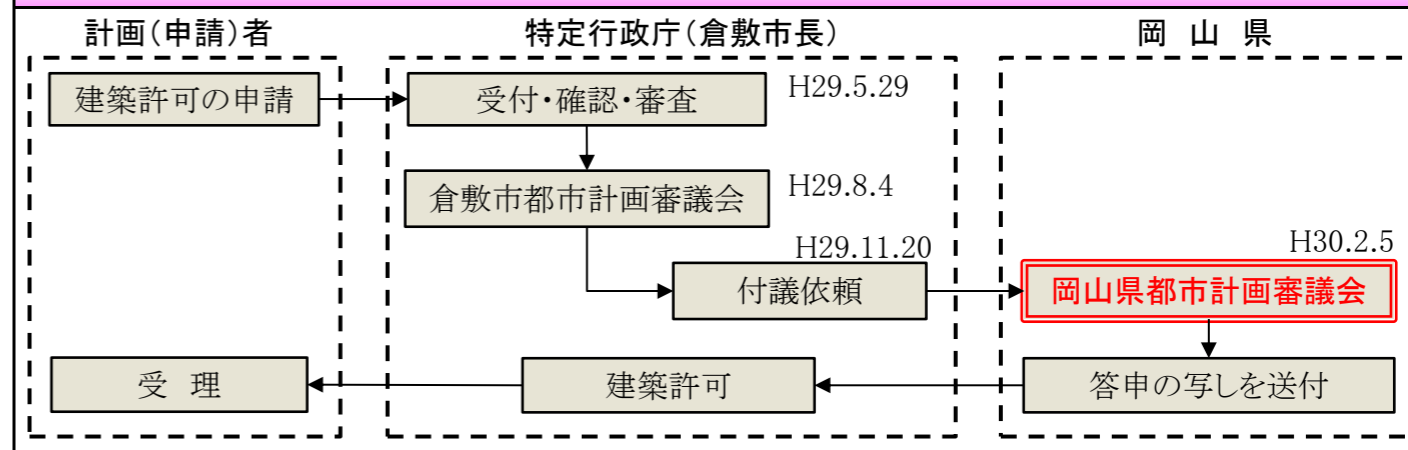 計画(申請)者
特定行政庁(倉敷市長)
岡 山 県
建築許可の申請
受付・確認・審査
H29.5.29
倉敷市都市計画審議会
H29.8.4
H29.11.20
付議依頼
H30.2.5
岡山県都市計画審議会
受 理
建築許可
答申の写しを送付